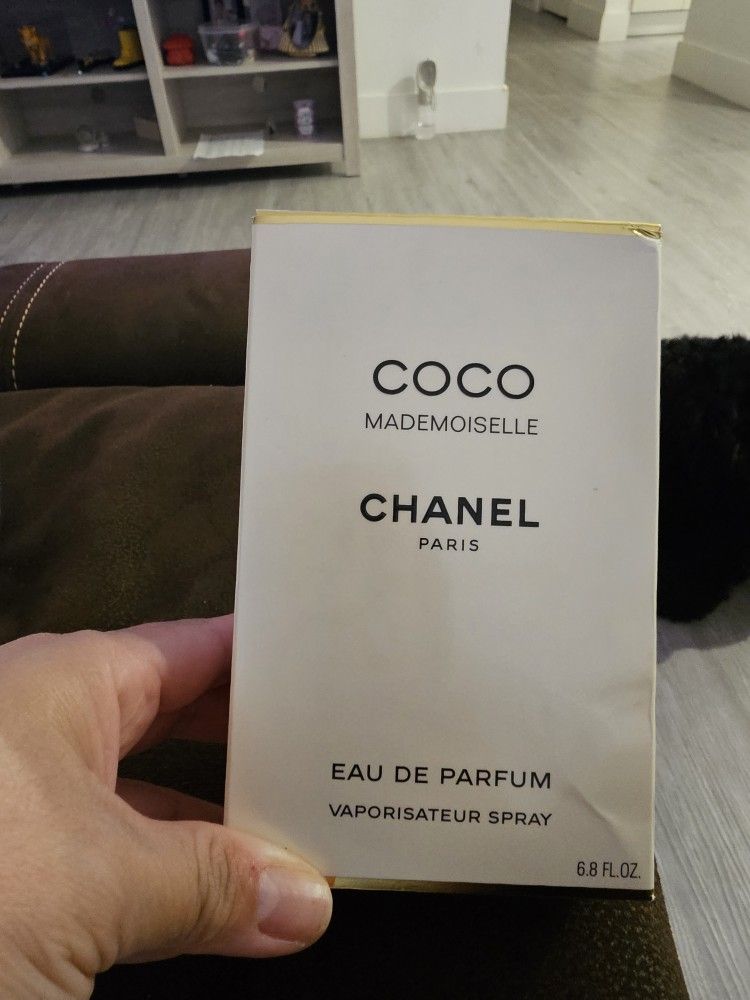 COCO
MADEMOISELLE
CHANEL
PARIS
EAU DE PARFUM
VAPORISATEUR SPRAY
6.8 FL.OZ.